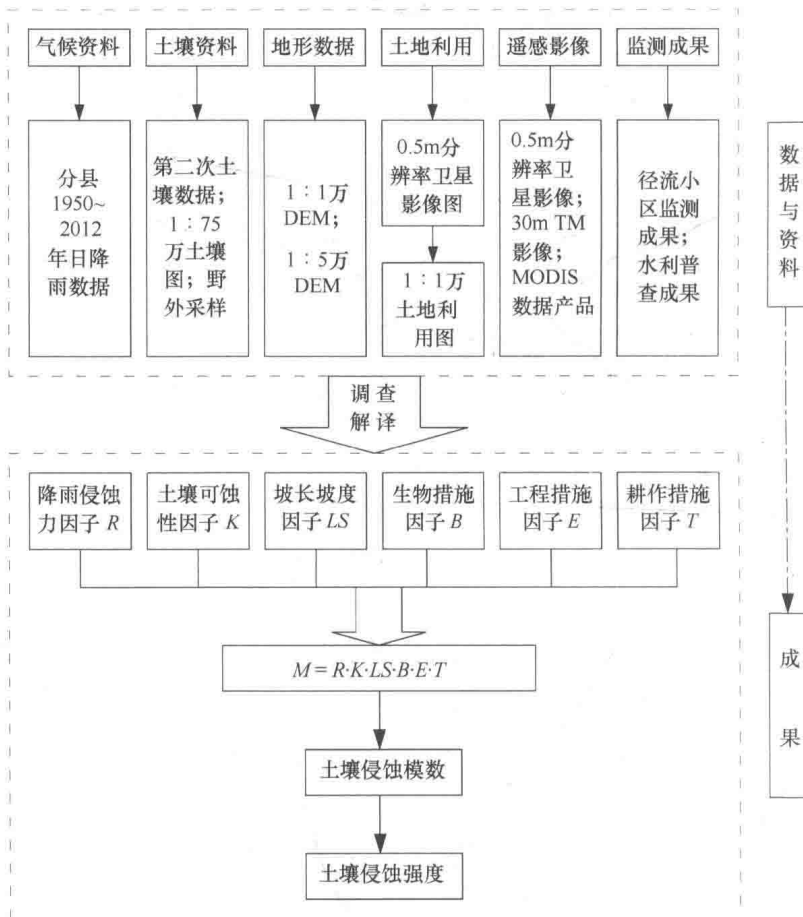 气候资料
土壤资料
地形数据
土地利用
遥感影像
监测成果
分县
1950~
2012
年日降
雨数据
第二次土
壤数据；
1：75
万土壤
图；野
外采样
1：1万
DEM；
1：5万
DEM
0.5m分
辨率卫星
影像图
1：1万
土地利
用图
0.5m分
辨率卫
星影像；
30m TM
影像；
MODIS
数据产品
径流小
区监测
成果；
水利普
查成果
数
据
与
资
料
调 查
解 译
降雨侵蚀
力因子 R
土壤可蚀
性因子 K
坡长坡度
因子 LS
生物措施
因子 B
工程措施
因子 E
耕作措施
因子 T
M = R·K·LS·B·E·T
土壤侵蚀模数
土壤侵蚀强度
成
果